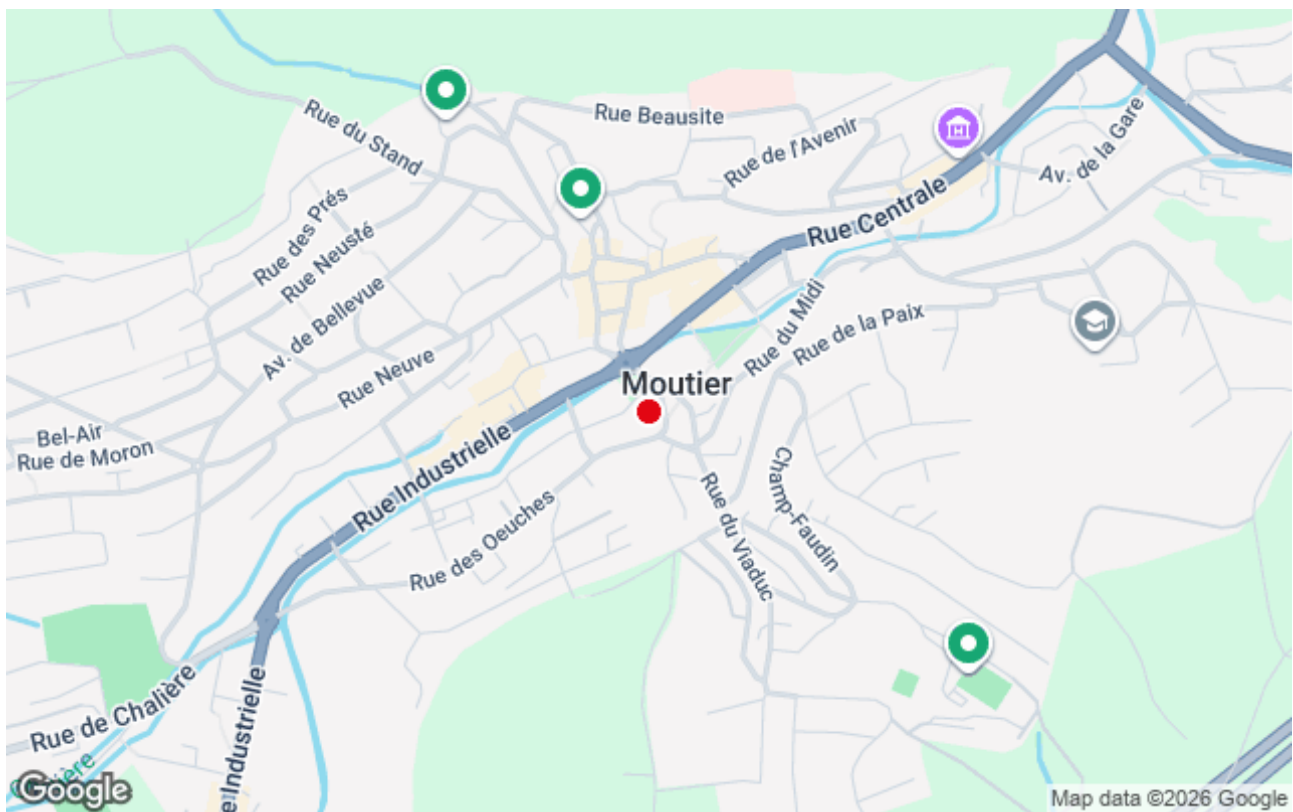 Rue du Stand
Rue Beausite
Rue de l'Avenir
Av. de la Gare
Rue Centrale
Rue des Prés
Rue Neusté
Av. de Bellevue
Rue Neuve
Rue du Midi
Rue de la Paix
Moutier
Bel-Air
Rue de Moron
Rue Industrielle
Champ-Faudin
Rue des Oeuches
Rue du Viaduc
Rue de Chalière
e Industrielle
Google
Map data ©2026 Google